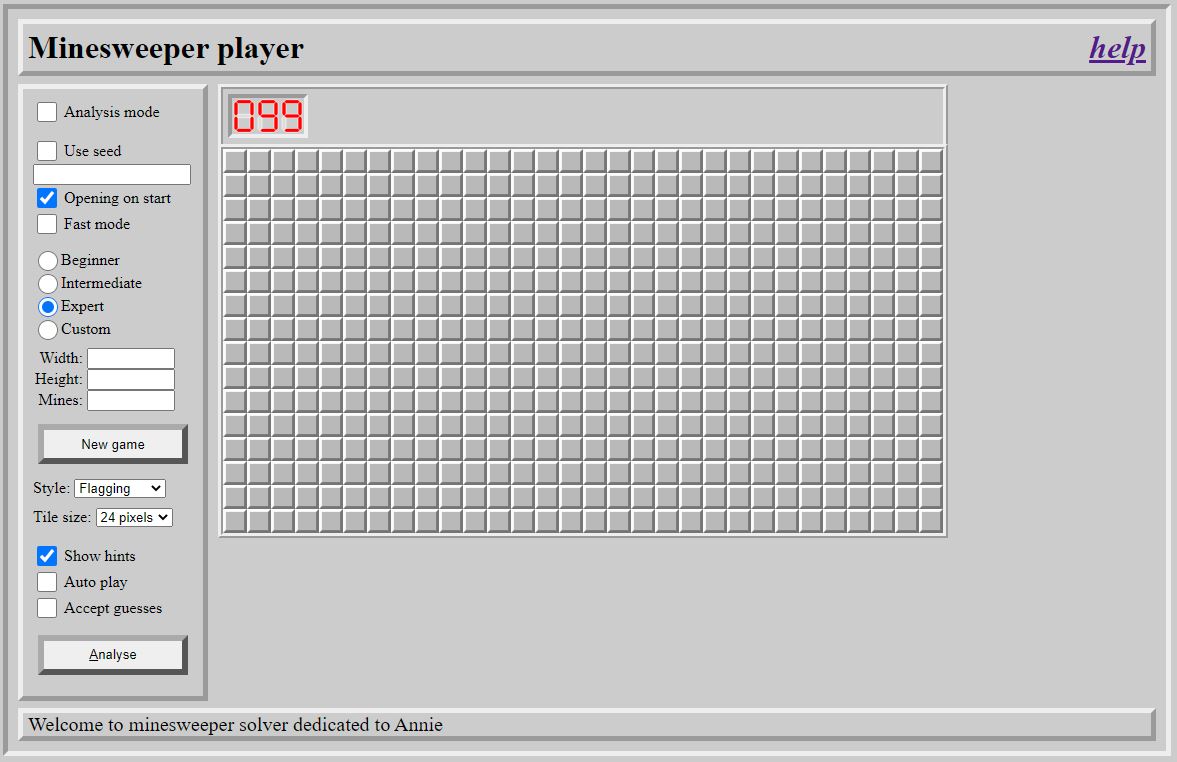 Minesweeper player
help
Analysis mode
Use seed
Opening on start
Fast mode
Beginner
Intermediate
Expert
Custom
Width:
Height:
Mines:
New game
Style: Flagging
Tile size: 24 pixels
Show hints
Auto play
Accept guesses
Analyse
099
Welcome to minesweeper solver dedicated to Annie